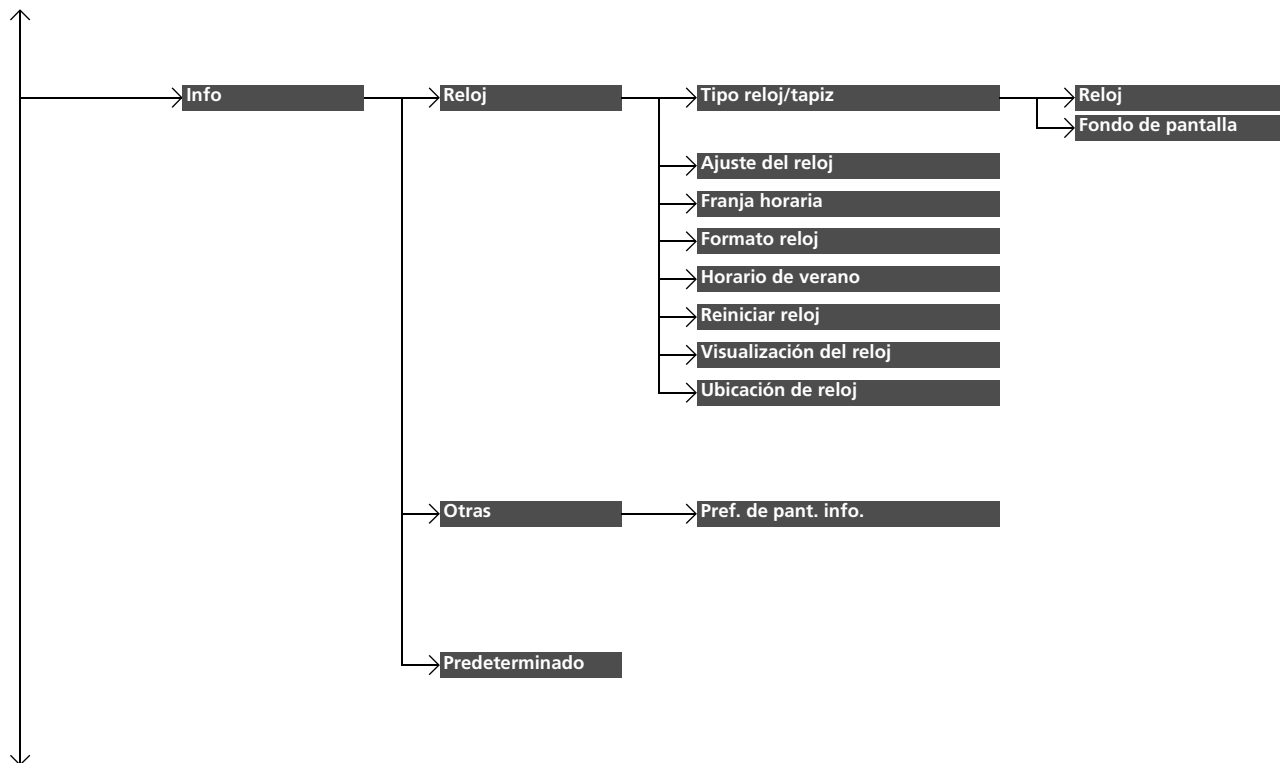 Info
Reloj
Tipo reloj/tapiz
Reloj
Fondo de pantalla
Ajuste del reloj
Franja horaria
Formato reloj
Horario de verano
Reiniciar reloj
Visualización del reloj
Ubicación de reloj
Otras
Pref. de pant. info.
Predeterminado